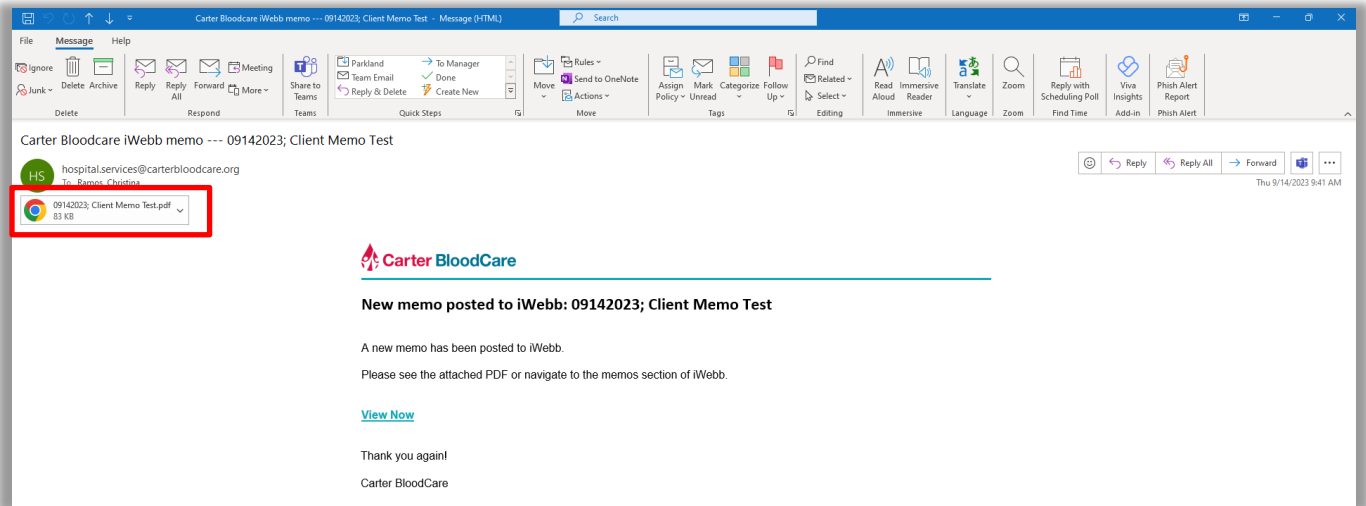 Carter Bloodcare iWebb memo --- 09142023; Client Memo Test - Message (HTML)
Search
File Message Help
Ignore
Junk
Delete Archive
Reply Reply All Forward
Meeting
More
Share to Teams
Parkland
Team Email
Reply & Delete
To Manager
Done
Create New
Move
Rules
Send to OneNote
Actions
Assign Policy Mark Unread Categorize Follow Up
Find
Related
Select
Read Aloud Immersive Reader
Translate
Zoom
Reply with Scheduling Poll
Viva Insights
Phish Alert Report
Delete Respond Teams Quick Steps Move Tags Editing Immersive Language Zoom Find Time Add-in Phish Alert
Carter Bloodcare iWebb memo --- 09142023; Client Memo Test
HS
hospital.services@carterbloodcare.org
To Ramos, Christina
Reply Reply All Forward
Thu 9/14/2023 9:41 AM
09142023; Client Memo Test.pdf
83 KB
Carter BloodCare
New memo posted to iWebb: 09142023; Client Memo Test
A new memo has been posted to iWebb.
Please see the attached PDF or navigate to the memos section of iWebb.
View Now
Thank you again!
Carter BloodCare